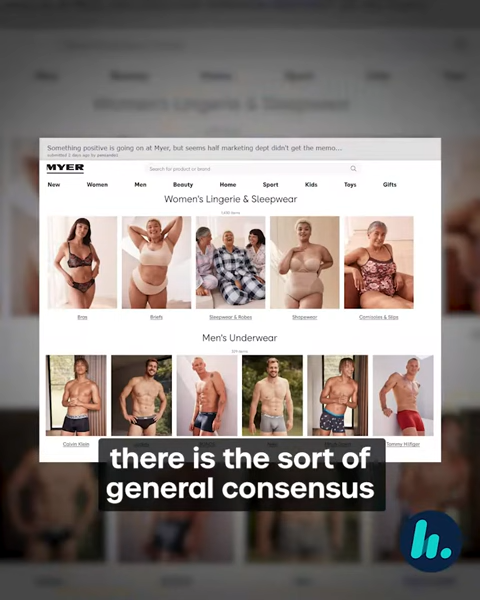 Something positive is going on at Myer, but seems half marketing dept didn't get the memo...
MYER
Search for product or brand
New Women Men Beauty Home Sport Kids Toys Gifts
Women's Lingerie & Sleepwear
Bras Briefs Sleepwear & Robes Shapewear Camisoles & Slips
Men's Underwear
Calvin Klein Tommy Hilfiger
there is the sort of
general consensus
h.